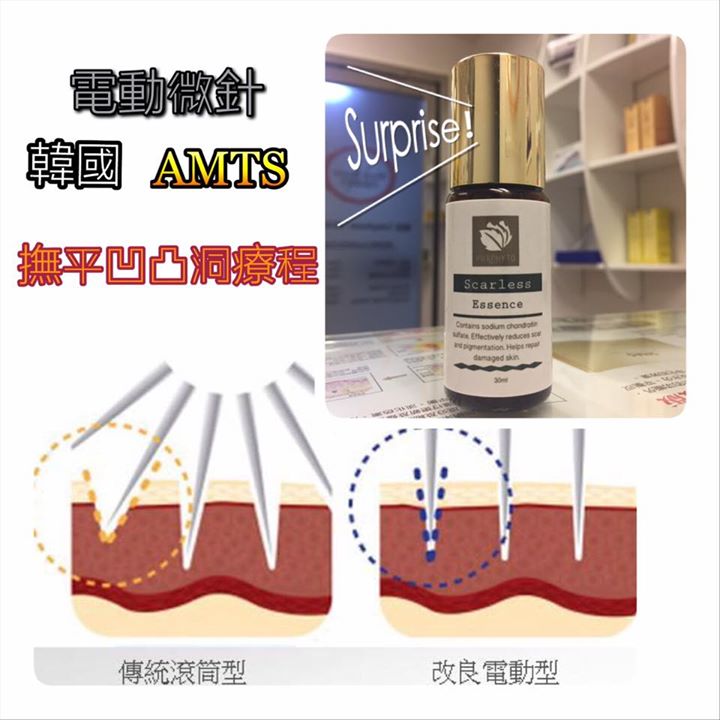 電動微針
韓國 AMTS
撫平凹凸洞療程
Surprise!
Scarless
Essence
Contains sodium chondroitin
sulfate. Effectively reduces scar
and pigmentation. Helps repair
damaged skin.
30ml
傳統滾筒型
改良電動型